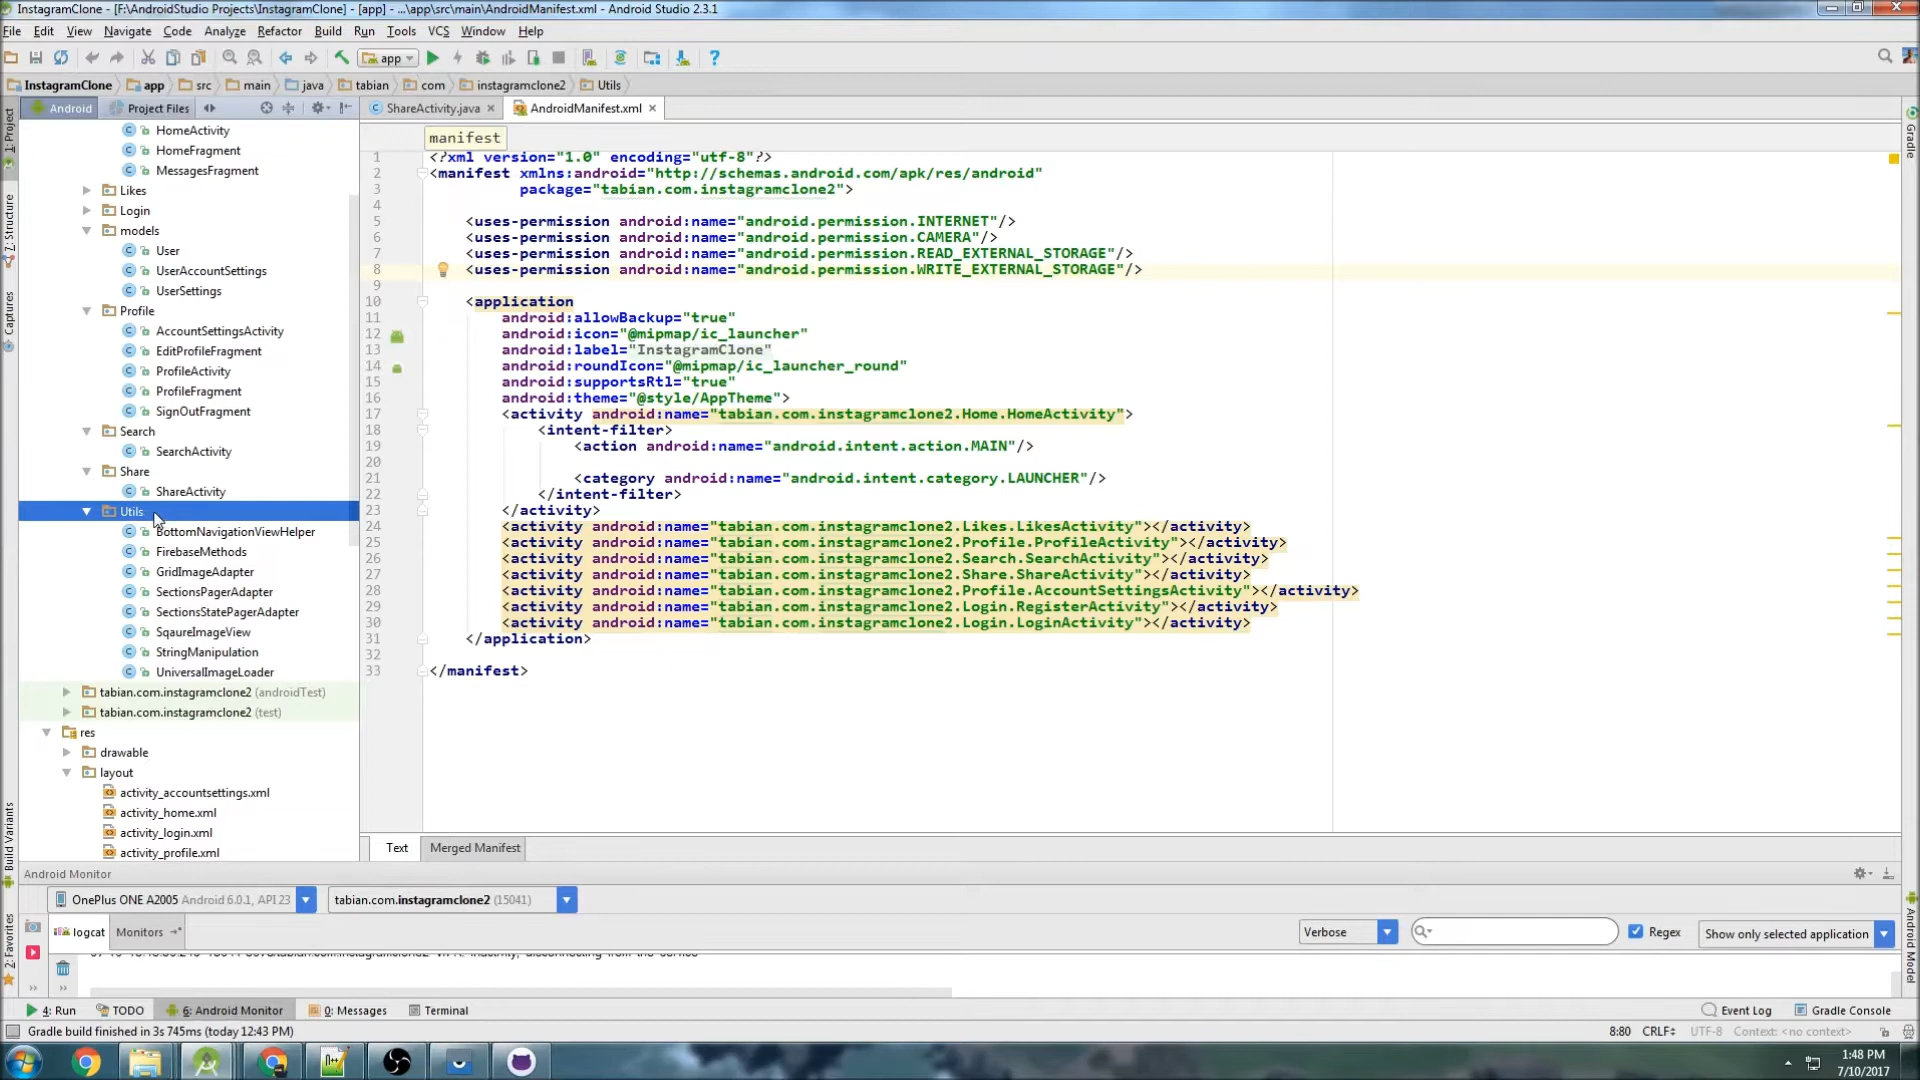 InstagramClone - [F:\AndroidStudio Projects\InstagramClone] - [app] - ...\app\src\main\AndroidManifest.xml - Android Studio 2.3.1
File Edit View Navigate Code Analyze Refactor Build Run Tools VCS Window Help
app
InstagramClone app src main java tabian com instagramclone2 Utils
Android Project Files ShareActivity.java AndroidManifest.xml
1: Project
7: Structure
Captures
Build Variants
2: Favorites
Gradle
Android Model
HomeActivity
HomeFragment
MessagesFragment
Likes
Login
models
User
UserAccountSettings
UserSettings
Profile
AccountSettingsActivity
EditProfileFragment
ProfileActivity
ProfileFragment
SignOutFragment
Search
SearchActivity
Share
ShareActivity
Utils
BottomNavigationViewHelper
FirebaseMethods
GridImageAdapter
SectionsPagerAdapter
SectionsStatePagerAdapter
SqaureImageView
StringManipulation
UniversalImageLoader
tabian.com.instagramclone2 (androidTest)
tabian.com.instagramclone2 (test)
res
drawable
layout
activity_accountsettings.xml
activity_home.xml
activity_login.xml
activity_profile.xml
manifest
1 <?xml version="1.0" encoding="utf-8"?>
2 <manifest xmlns:android="http://schemas.android.com/apk/res/android"
3 package="tabian.com.instagramclone2">
4
5 <uses-permission android:name="android.permission.INTERNET"/>
6 <uses-permission android:name="android.permission.CAMERA"/>
7 <uses-permission android:name="android.permission.READ_EXTERNAL_STORAGE"/>
8 <uses-permission android:name="android.permission.WRITE_EXTERNAL_STORAGE"/>
9
10 <application
11 android:allowBackup="true"
12 android:icon="@mipmap/ic_launcher"
13 android:label="InstagramClone"
14 android:roundIcon="@mipmap/ic_launcher_round"
15 android:supportsRtl="true"
16 android:theme="@style/AppTheme">
17 <activity android:name="tabian.com.instagramclone2.Home.HomeActivity">
18 <intent-filter>
19 <action android:name="android.intent.action.MAIN"/>
20
21 <category android:name="android.intent.category.LAUNCHER"/>
22 </intent-filter>
23 </activity>
24 <activity android:name="tabian.com.instagramclone2.Likes.LikesActivity"></activity>
25 <activity android:name="tabian.com.instagramclone2.Profile.ProfileActivity"></activity>
26 <activity android:name="tabian.com.instagramclone2.Search.SearchActivity"></activity>
27 <activity android:name="tabian.com.instagramclone2.Share.ShareActivity"></activity>
28 <activity android:name="tabian.com.instagramclone2.Profile.AccountSettingsActivity"></activity>
29 <activity android:name="tabian.com.instagramclone2.Login.RegisterActivity"></activity>
30 <activity android:name="tabian.com.instagramclone2.Login.LoginActivity"></activity>
31 </application>
32
33 </manifest>
Text Merged Manifest
Android Monitor
OnePlus ONE A2005 Android 6.0.1, API 23 tabian.com.instagramclone2 (15041)
logcat Monitors Verbose Regex Show only selected application
4: Run TODO 6: Android Monitor 0: Messages Terminal Event Log Gradle Console
Gradle build finished in 3s 745ms (today 12:43 PM) 8:80 CRLF UTF-8 Context: <no context>
1:48 PM
7/10/2017